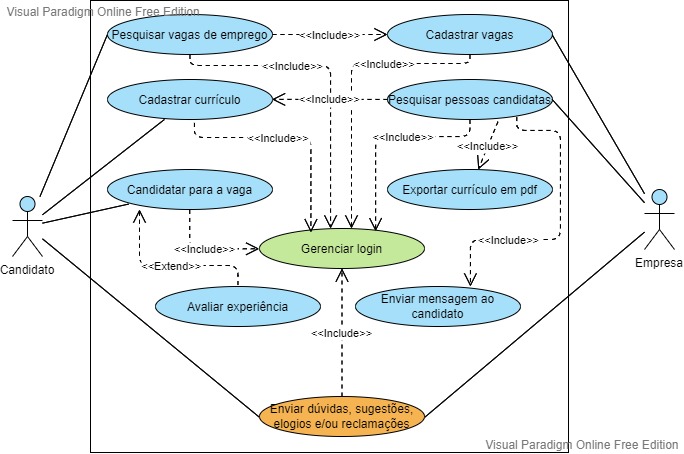 Visual Paradigm Online Free Edition
Pesquisar vagas de emprego
<<Include>>
Cadastrar vagas
<<Include>>
<<Include>>
Cadastrar currículo
<<Include>>
Pesquisar pessoas candidatas
<<Include>>
<<Include>>
<<Include>>
Candidatar para a vaga
Exportar currículo em pdf
Candidato
Empresa
<<Include>>
Gerenciar login
<<Include>>
<<Extend>>
Avaliar experiência
Enviar mensagem ao
candidato
<<Include>>
Enviar dúvidas, sugestões,
elogios e/ou reclamações
Visual Paradigm Online Free Edition